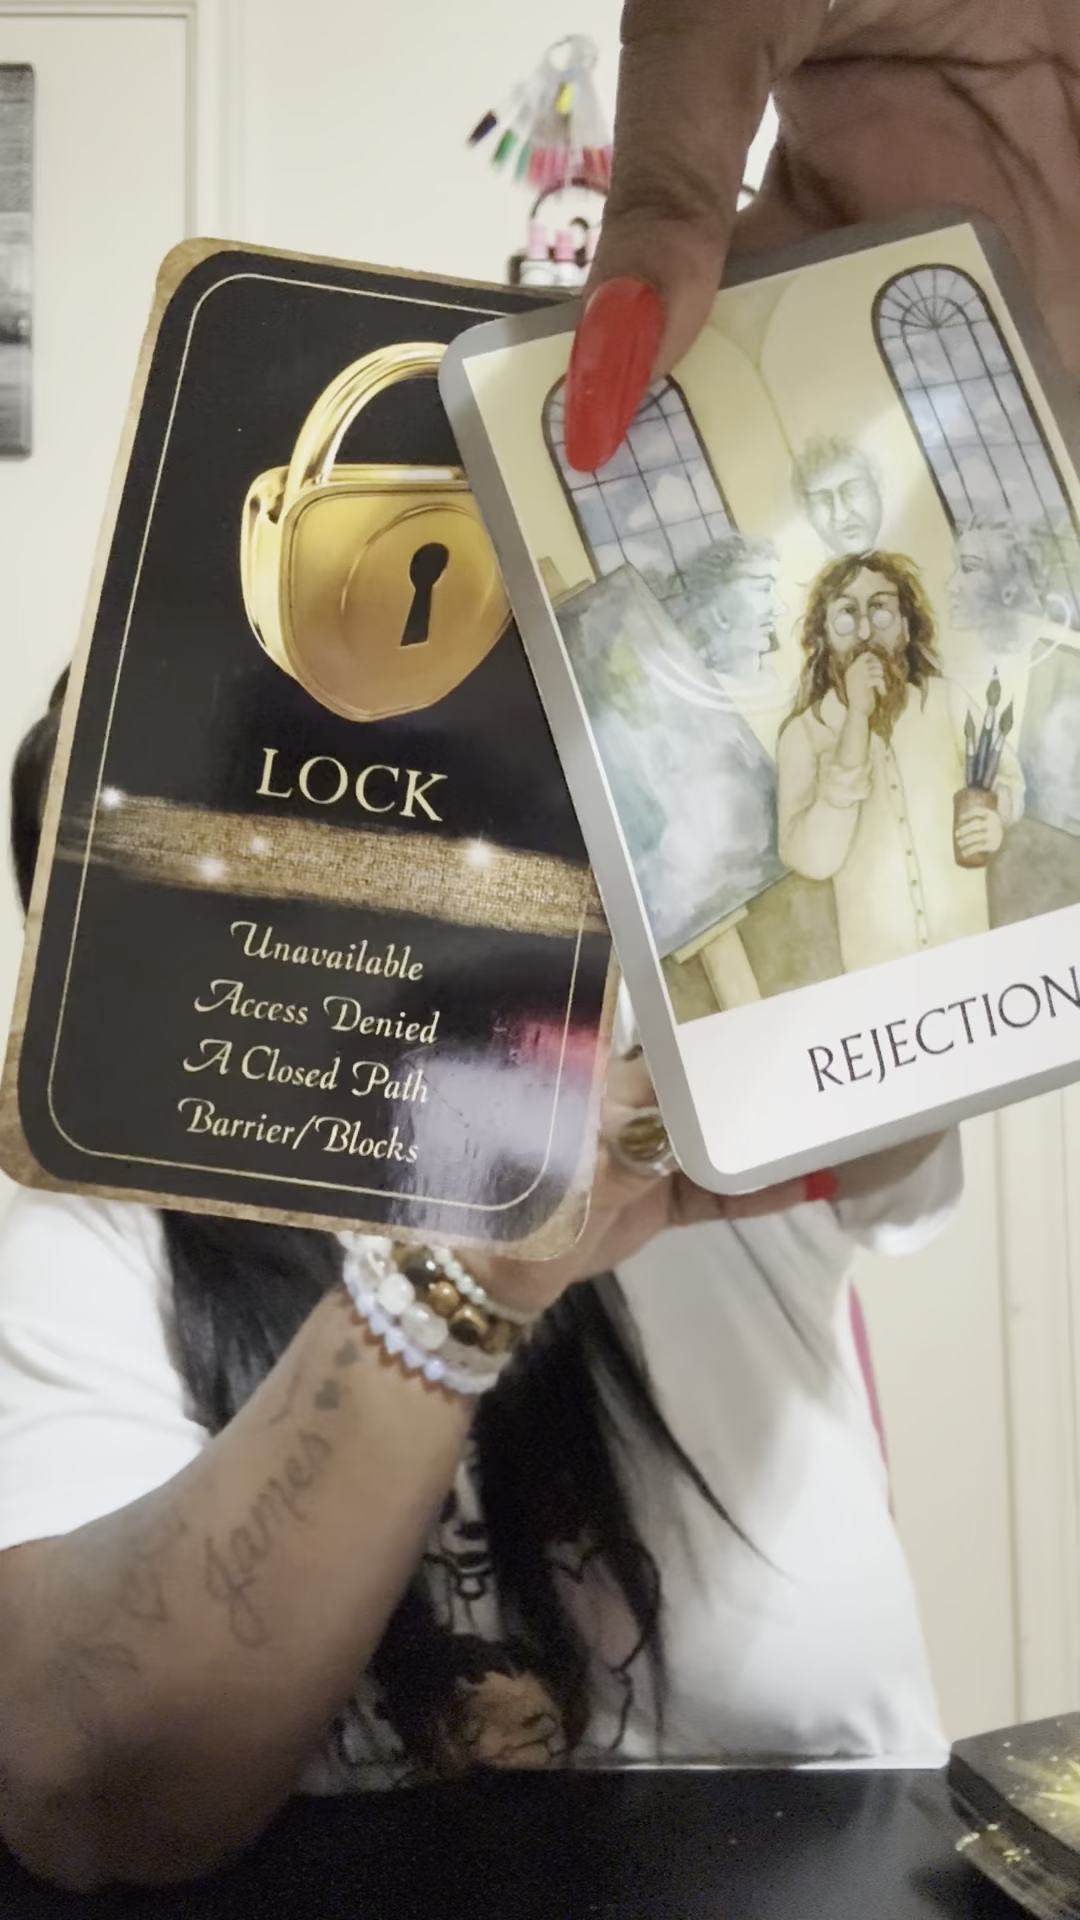 LOCK
Unavailable
Access Denied
A Closed Path
Barrier/Blocks
REJECTION
James